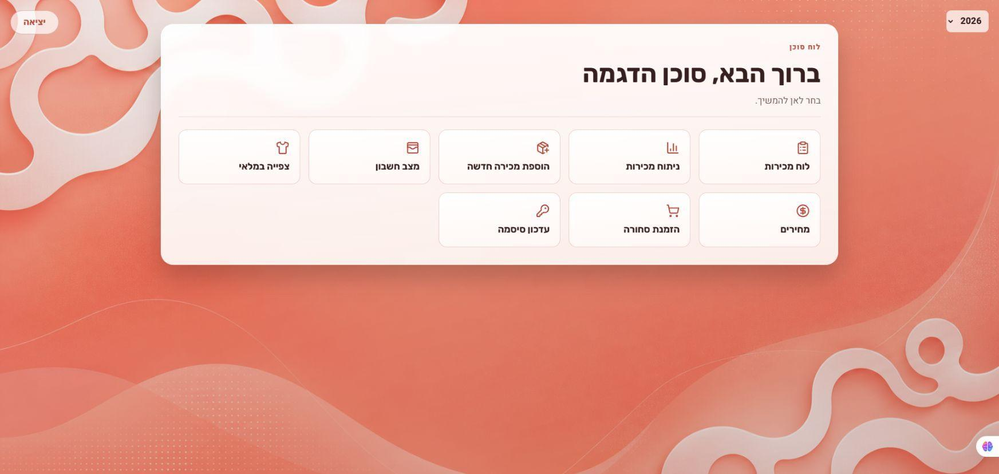 2026
יציאה
לוח סוכן
ברוך הבא, סוכן הדגמה
בחר לאן להמשיך.
לוח מכירות
ניתוח מכירות
הוספת מכירה חדשה
מצב חשבון
צפייה במלאי
מחירים
הזמנת סחורה
עדכון סיסמה